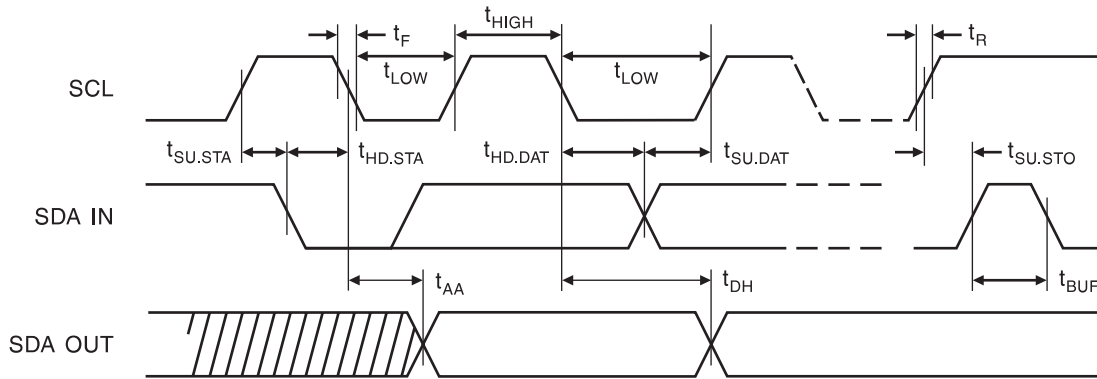 t_HIGH
t_F
t_R
t_LOW
t_LOW
SCL
t_SU.STA
t_HD.STA
t_HD.DAT
t_SU.DAT
t_SU.STO
SDA IN
t_AA
t_DH
t_BUF
SDA OUT